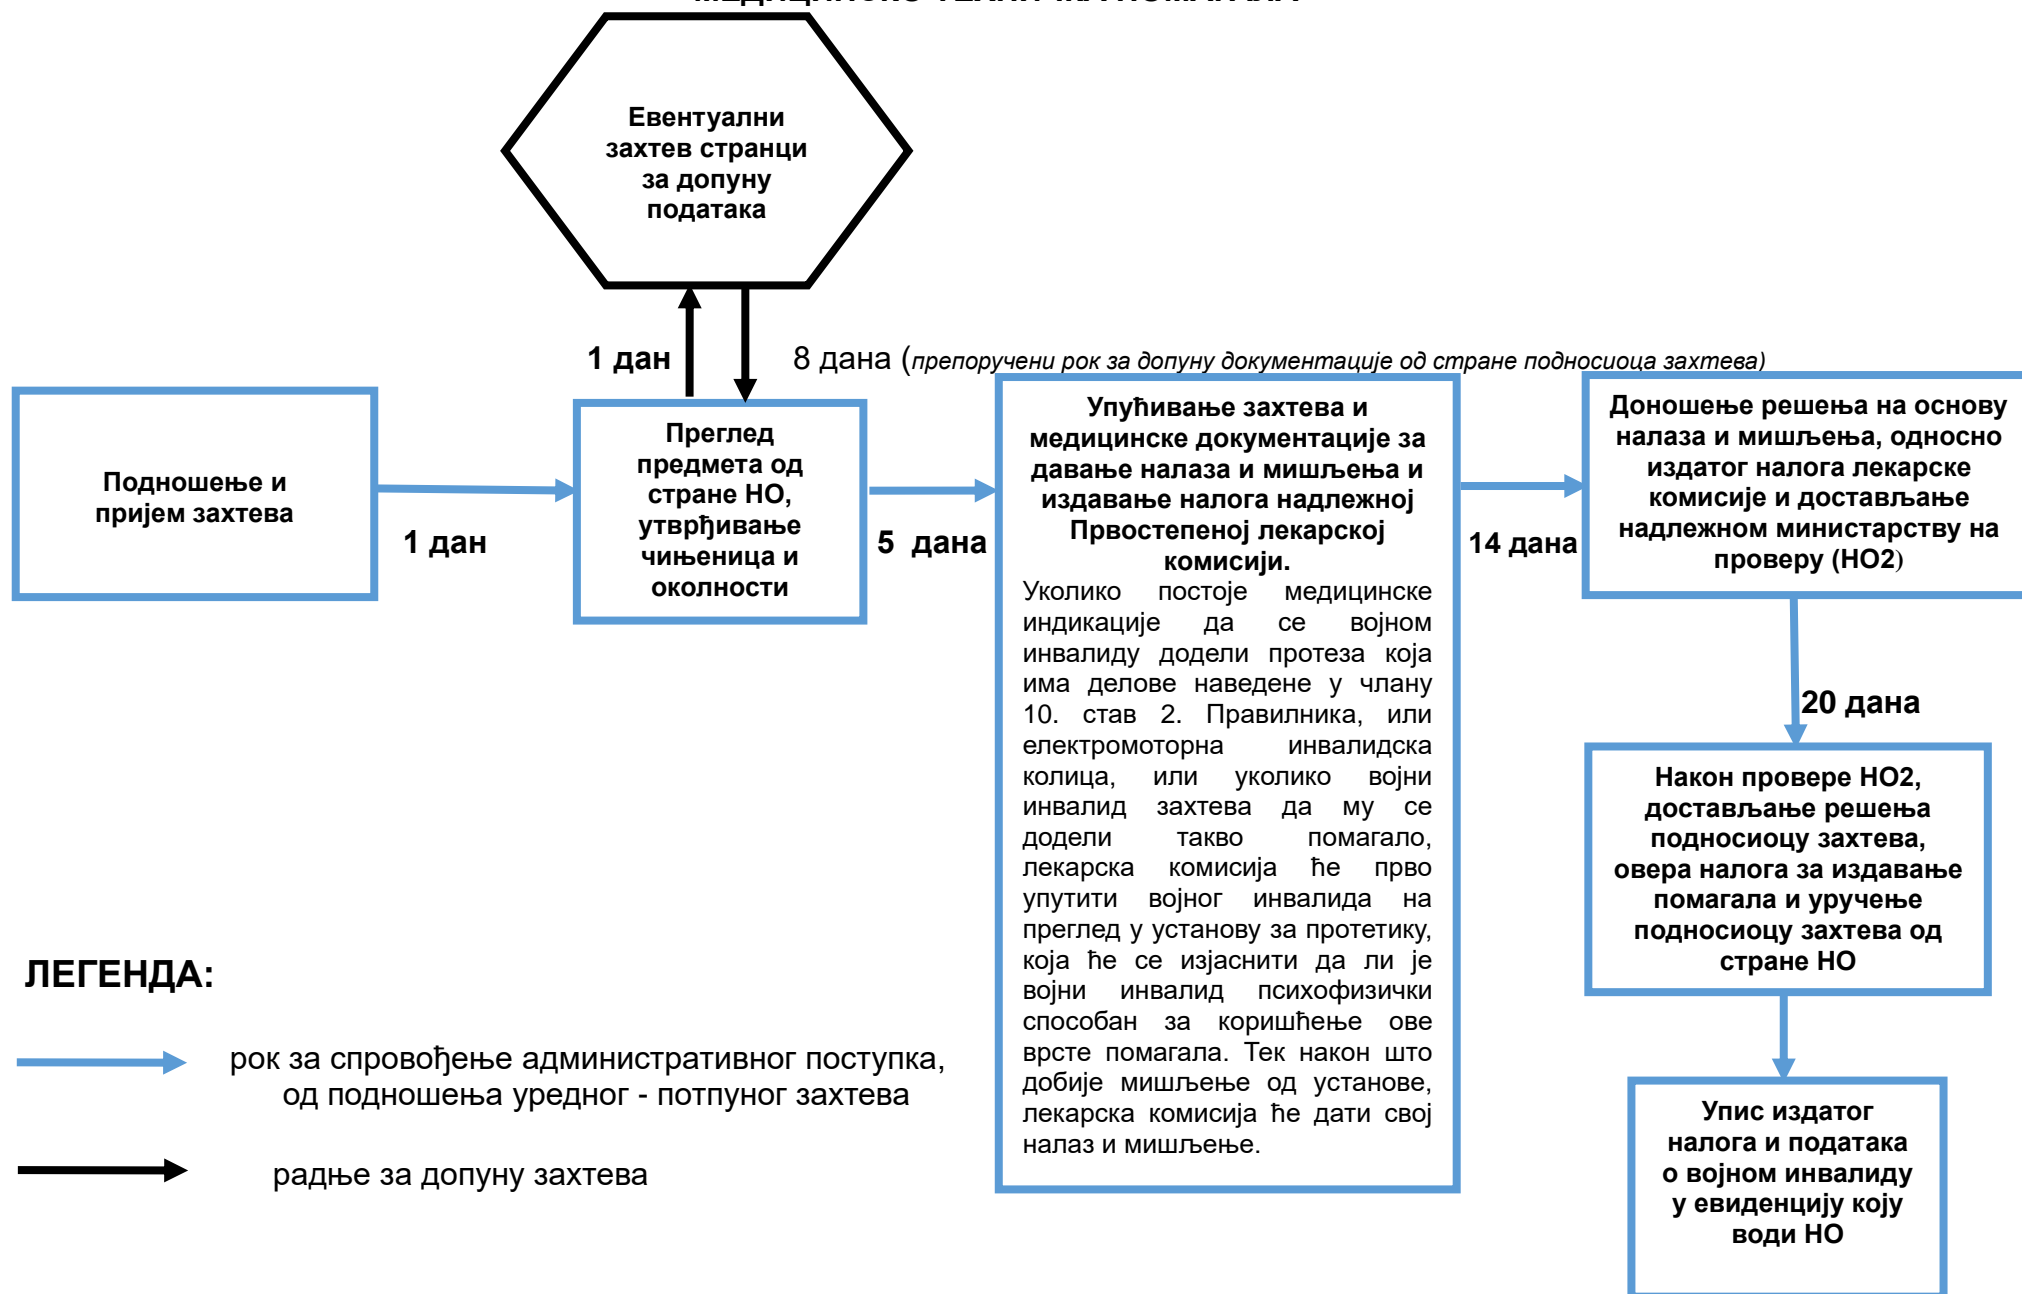 Евентуални
захтев странци
за допуну
података
1 дан
8 дана (препоручени рок за допуну документације од стране подносиоца захтева)
Подношење и
пријем захтева
1 дан
Преглед
предмета од
стране НО,
утврђивање
чињеница и
околности
5 дана
Упућивање захтева и
медицинске документације за
давање налаза и мишљења и
издавање налога надлежној
Првостепеној лекарској
комисији.
Уколико постоје медицинске
индикације да се војном
инвалиду додели протеза која
има делове наведене у члану
10. став 2. Правилника, или
електромоторна инвалидска
колица, или уколико војни
инвалид захтева да му се
додели такво помагало,
лекарска комисија ће прво
упутити војног инвалида на
преглед у установу за протетику,
која ће се изјаснити да ли је
војни инвалид психофизички
способан за коришћење ове
врсте помагала. Тек након што
добије мишљење од установе,
лекарска комисија ће дати свој
налаз и мишљење.
14 дана
Доношење решења на основу
налаза и мишљења, односно
издатог налога лекарске
комисије и достављање
надлежном министарству на
проверу (НО2)
20 дана
Након провере НО2,
достављање решења
подносиоцу захтева,
овера налога за издавање
помагала и уручење
подносиоцу захтева од
стране НО
Упис издатог
налога и података
о војном инвалиду
у евиденцију коју
води НО
ЛЕГЕНДА:
рок за спровођење административног поступка,
од подношења уредног - потпуног захтева
радње за допуну захтева